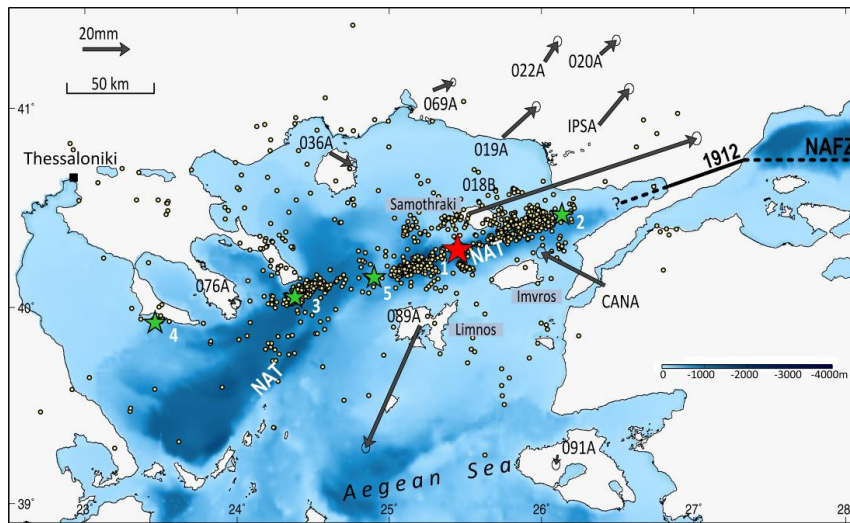 20mm
50 km
41°
Thessaloniki
022A
020A
069A
036A
019A
IPSA
1912
NAFZ
018B
Samothraki
?
2
NAT
1
5
076A
3
40
089A
Imvros
CANA
4
Limnos
NAT
0 -1000 -2000 -3000 -4000m
091A
Aegean Sea
39°
23 24 25 26 27 28